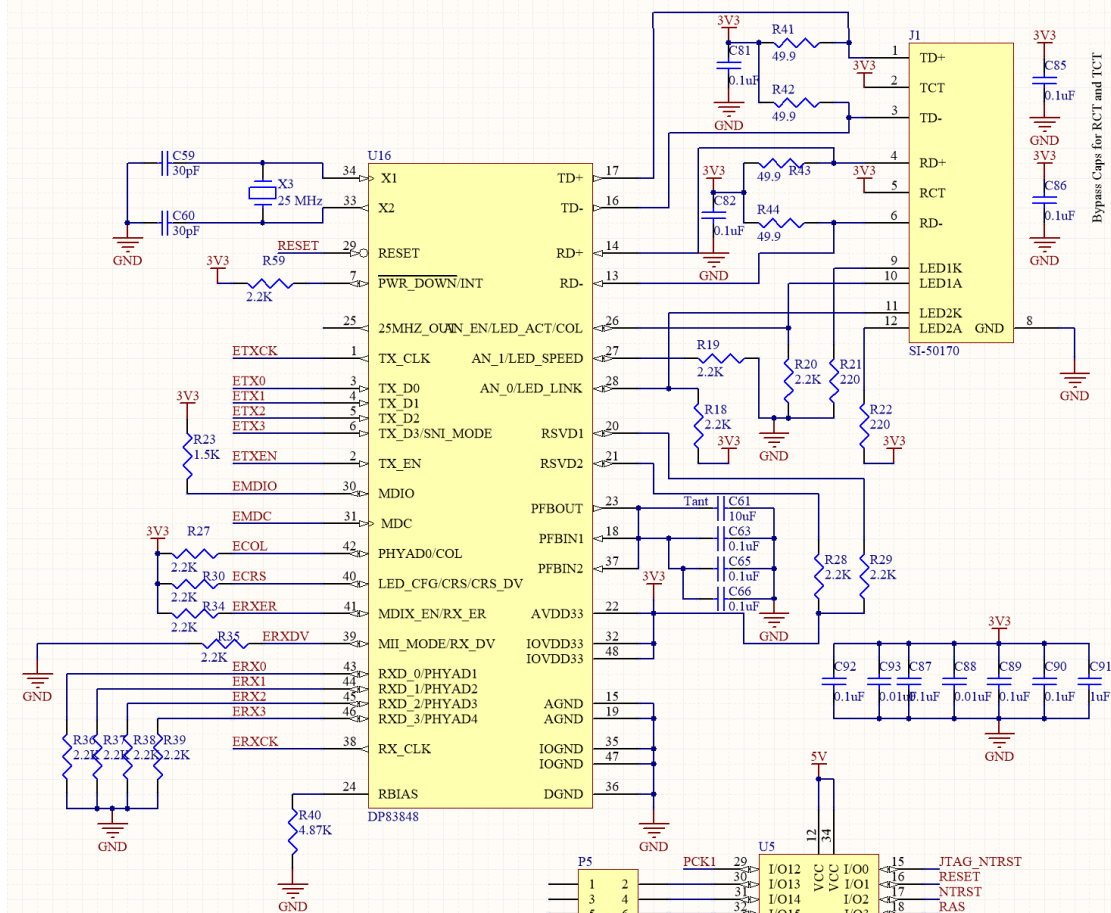 3V3
R41
49.9
C81
0.1uF
R42
49.9
GND
J1
1
TD+
3V3
2
TCT
3
TD-
4
RD+
3V3
5
RCT
6
RD-
9
LED1K
10
LED1A
11
LED2K
12
LED2A
GND
8
SI-50170
GND
3V3
C85
0.1uF
GND
3V3
C86
0.1uF
GND
Bypass Caps for RCT and TCT
3V3
C82
0.1uF
GND
49.9
R43
R44
49.9
C59
30pF
C60
30pF
GND
X3
25 MHz
U16
34
X1
33
X2
RESET
29
RESET
3V3
R59
2.2K
7
PWR_DOWN/INT
25
25MHZ_OUT
ETXCK
1
TX_CLK
ETX0
3
TX_D0
ETX1
4
TX_D1
ETX2
5
TX_D2
ETX3
6
TX_D3/SNI_MODE
ETXEN
2
TX_EN
3V3
R23
1.5K
EMDIO
30
MDIO
EMDC
31
MDC
3V3
R27
2.2K
ECOL
42
PHYAD0/COL
R30
2.2K
ECRS
40
LED_CFG/CRS/CRS_DV
R34
2.2K
ERXER
41
MDIX_EN/RX_ER
R35
2.2K
ERXDV
39
MII_MODE/RX_DV
GND
ERX0
43
RXD_0/PHYAD1
ERX1
44
RXD_1/PHYAD2
ERX2
45
RXD_2/PHYAD3
ERX3
46
RXD_3/PHYAD4
R36
2.2K
R37
2.2K
R38
2.2K
R39
2.2K
GND
ERXCK
38
RX_CLK
24
RBIAS
R40
4.87K
GND
DP83848
TD+
17
TD-
16
RD+
14
RD-
13
AN_EN/LED_ACT/COL
26
AN_1/LED_SPEED
27
AN_0/LED_LINK
28
RSVD1
20
RSVD2
21
PFBOUT
23
PFBIN1
18
PFBIN2
37
AVDD33
22
IOVDD33
32
IOVDD33
48
AGND
15
AGND
19
IOGND
35
IOGND
47
DGND
36
GND
R19
2.2K
R18
2.2K
3V3
R20
2.2K
R21
220
GND
R22
220
3V3
Tant
C61
10uF
C63
0.1uF
C65
0.1uF
C66
0.1uF
GND
3V3
R28
2.2K
R29
2.2K
3V3
C92
0.1uF
C93
0.01uF
C87
0.1uF
C88
0.01uF
C89
0.1uF
C90
0.1uF
C91
1uF
GND
5V
12
34
VCC
VCC
U5
P5
1 2
3 4
5 6
PCK1
29
I/O12
30
I/O13
31
I/O14
32
I/O15
I/O0
15
JTAG_NTRST
I/O1
16
RESET
I/O2
17
NTRST
I/O3
18
RAS